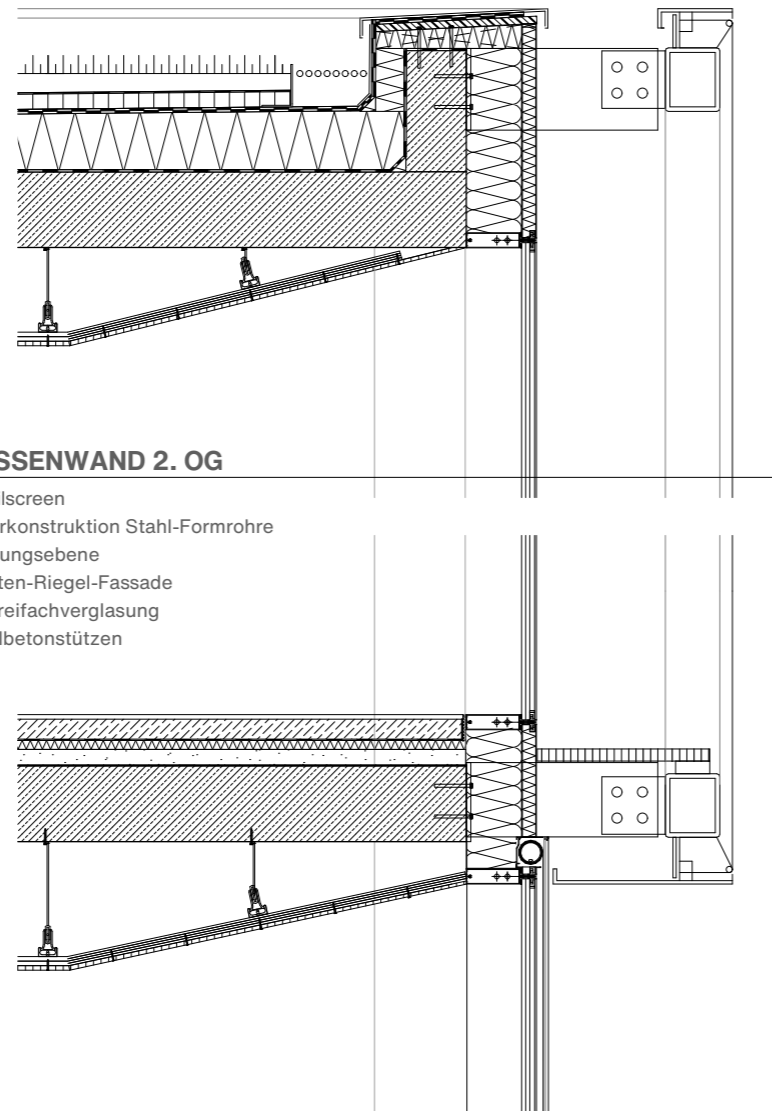 SSENWAND 2. OG
lscreen
rkonstruktion Stahl-Formrohre
ungsebene
ten-Riegel-Fassade
reifachverglasung
lbetonstützen